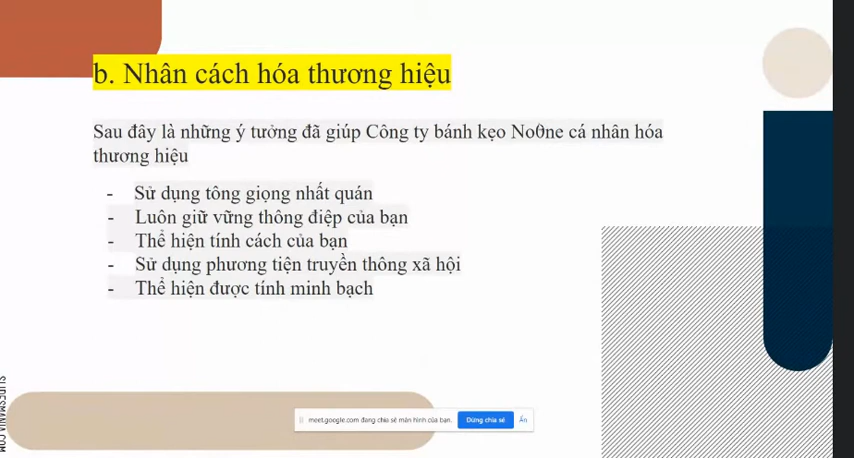 b. Nhân cách hóa thương hiệu
Sau đây là những ý tưởng đã giúp Công ty bánh kẹo NoƟne cá nhân hóa
thương hiệu
- Sử dụng tông giọng nhất quán
- Luôn giữ vững thông điệp của bạn
- Thể hiện tính cách của bạn
- Sử dụng phương tiện truyền thông xã hội
- Thể hiện được tính minh bạch
SLIDESMANIA.COM
meet.google.com đang chia sẻ màn hình của bạn.
Dừng chia sẻ
Ẩn